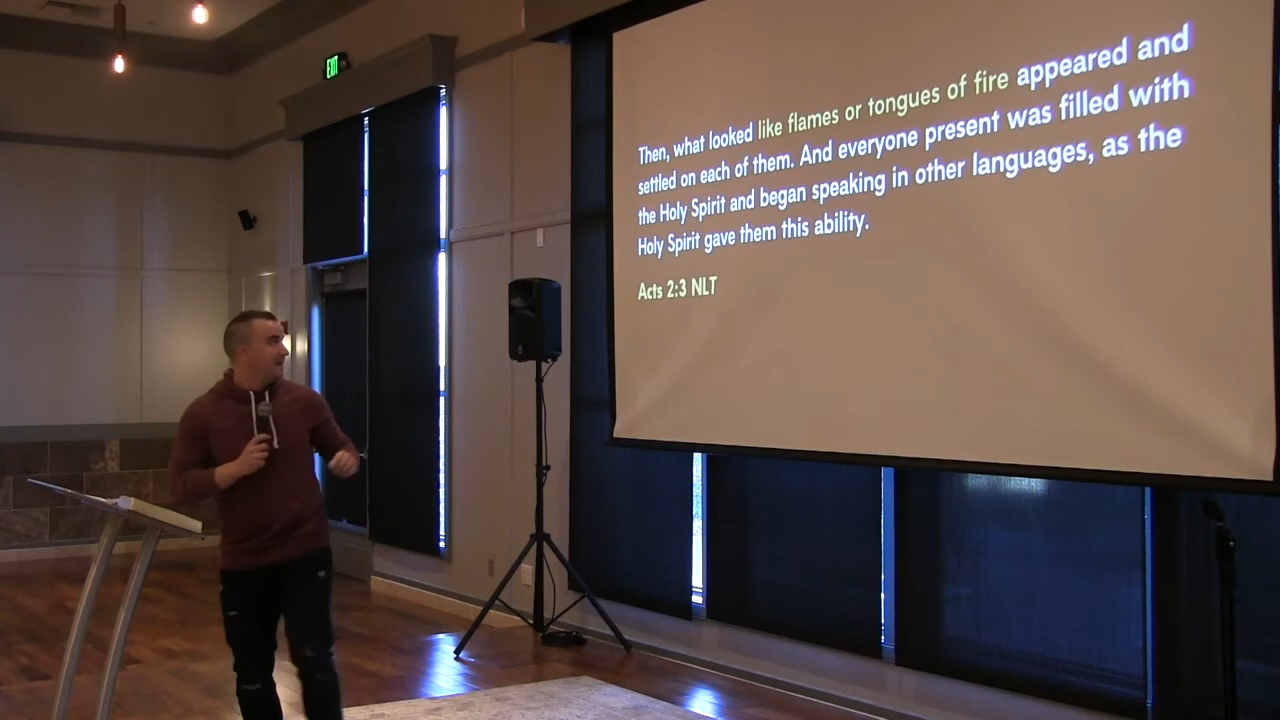 EXIT
Then, what looked like flames or tongues of fire appeared and
settled on each of them. And everyone present was filled with
the Holy Spirit and began speaking in other languages, as the
Holy Spirit gave them this ability.
Acts 2:3 NLT